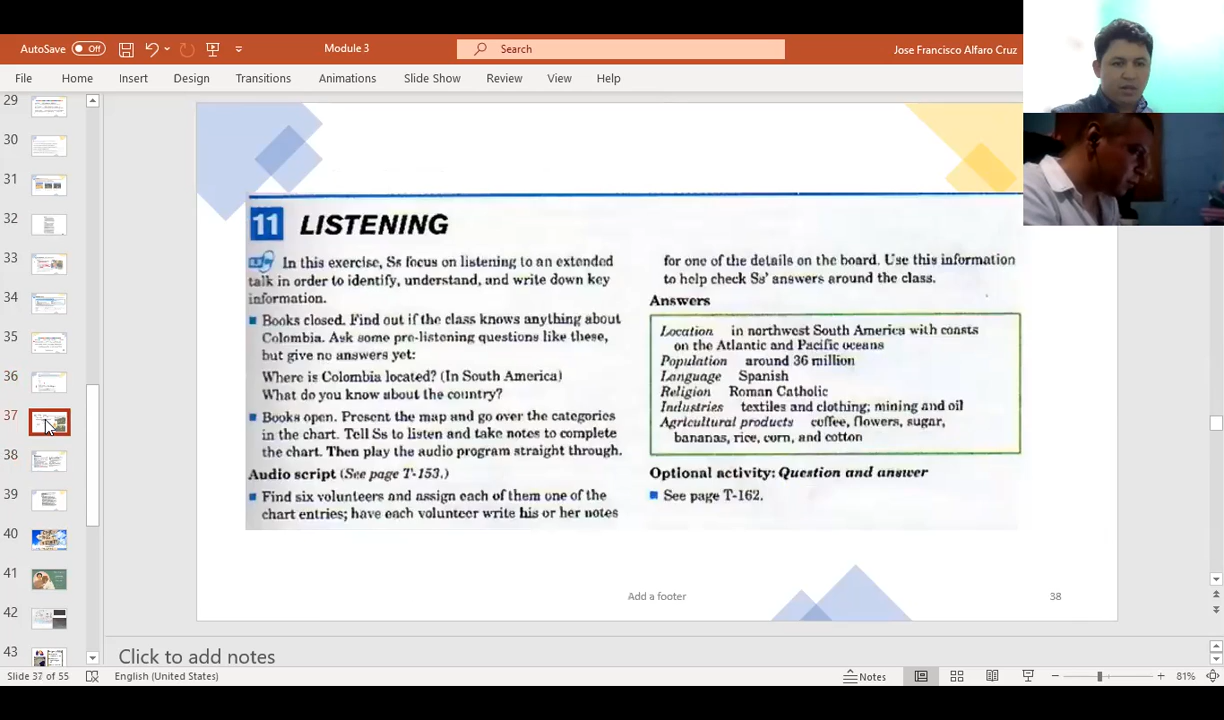 AutoSave Off
Module 3
Search
Jose Francisco Alfaro Cruz
File Home Insert Design Transitions Animations Slide Show Review View Help
29
30
31
32
33
34
35
36
37
38
39
40
41
42
43
11 LISTENING
In this exercise, Ss focus on listening to an extended
talk in order to identify, understand, and write down key
information.
■ Books closed. Find out if the class knows anything about
Colombia. Ask some pre-listening questions like these,
but give no answers yet:
Where is Colombia located? (In South America)
What do you know about the country?
■ Books open. Present the map and go over the categories
in the chart. Tell Ss to listen and take notes to complete
the chart. Then play the audio program straight through.
Audio script (See page T-153.)
■ Find six volunteers and assign each of them one of the
chart entries; have each volunteer write his or her notes
for one of the details on the board. Use this information
to help check Ss' answers around the class.
Answers
Location in northwest South America with coasts
on the Atlantic and Pacific oceans
Population around 36 million
Language Spanish
Religion Roman Catholic
Industries textiles and clothing; mining and oil
Agricultural products coffee, flowers, sugar,
bananas, rice, corn, and cotton
Optional activity: Question and answer
■ See page T-162.
Add a footer
38
Click to add notes
Slide 37 of 55
English (United States)
Notes
81%